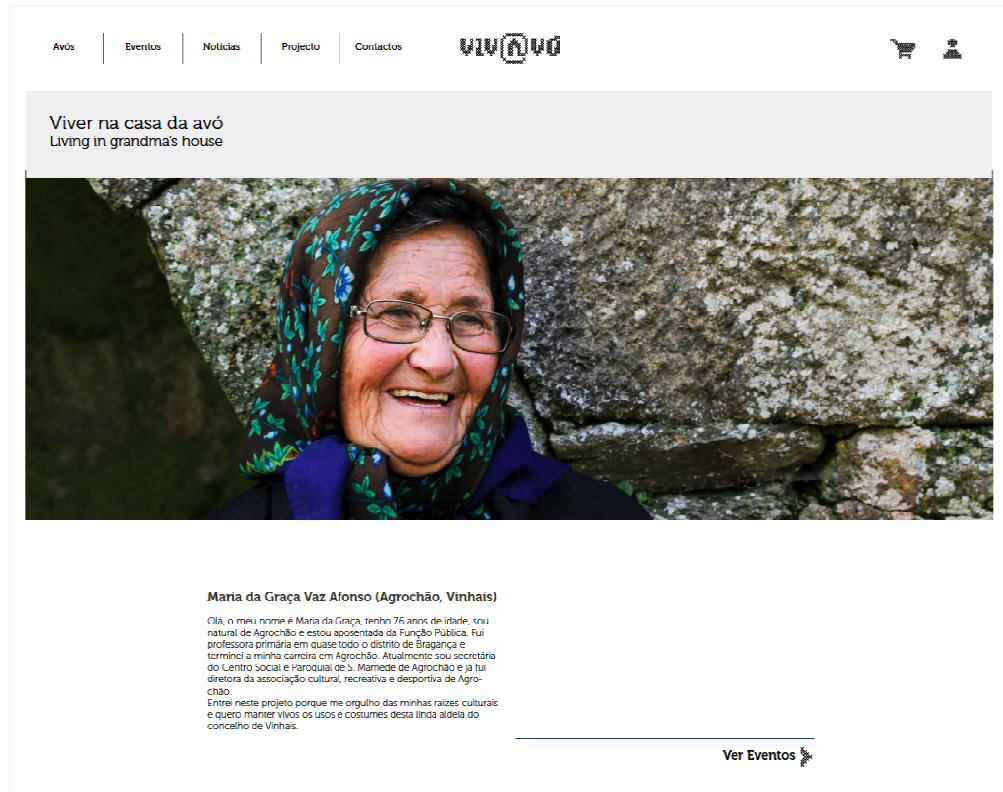 Avós
Eventos
Notícias
Projecto
Contactos
VIV@VÓ
Viver na casa da avó
Living in grandma's house
Maria da Graça Vaz Afonso (Agrochão, Vinhais)
Olá, o meu nome é Maria da Graça, tenho 76 anos de idade, sou
natural de Agrochão e estou aposentada da Função Pública. Fui
professora primária em quase todo o distrito de Bragança e
terminei a minha carreira em Agrochão. Atualmente sou secretária
do Centro Social e Paroquial de S. Mamede de Agrochão e já fui
diretora da associação cultural, recreativa e desportiva de Agro-
chão.
Entrei neste projeto porque me orgulho das minhas raízes culturais
e quero manter vivos os usos e costumes desta linda aldeia do
concelho de Vinhais.
Ver Eventos